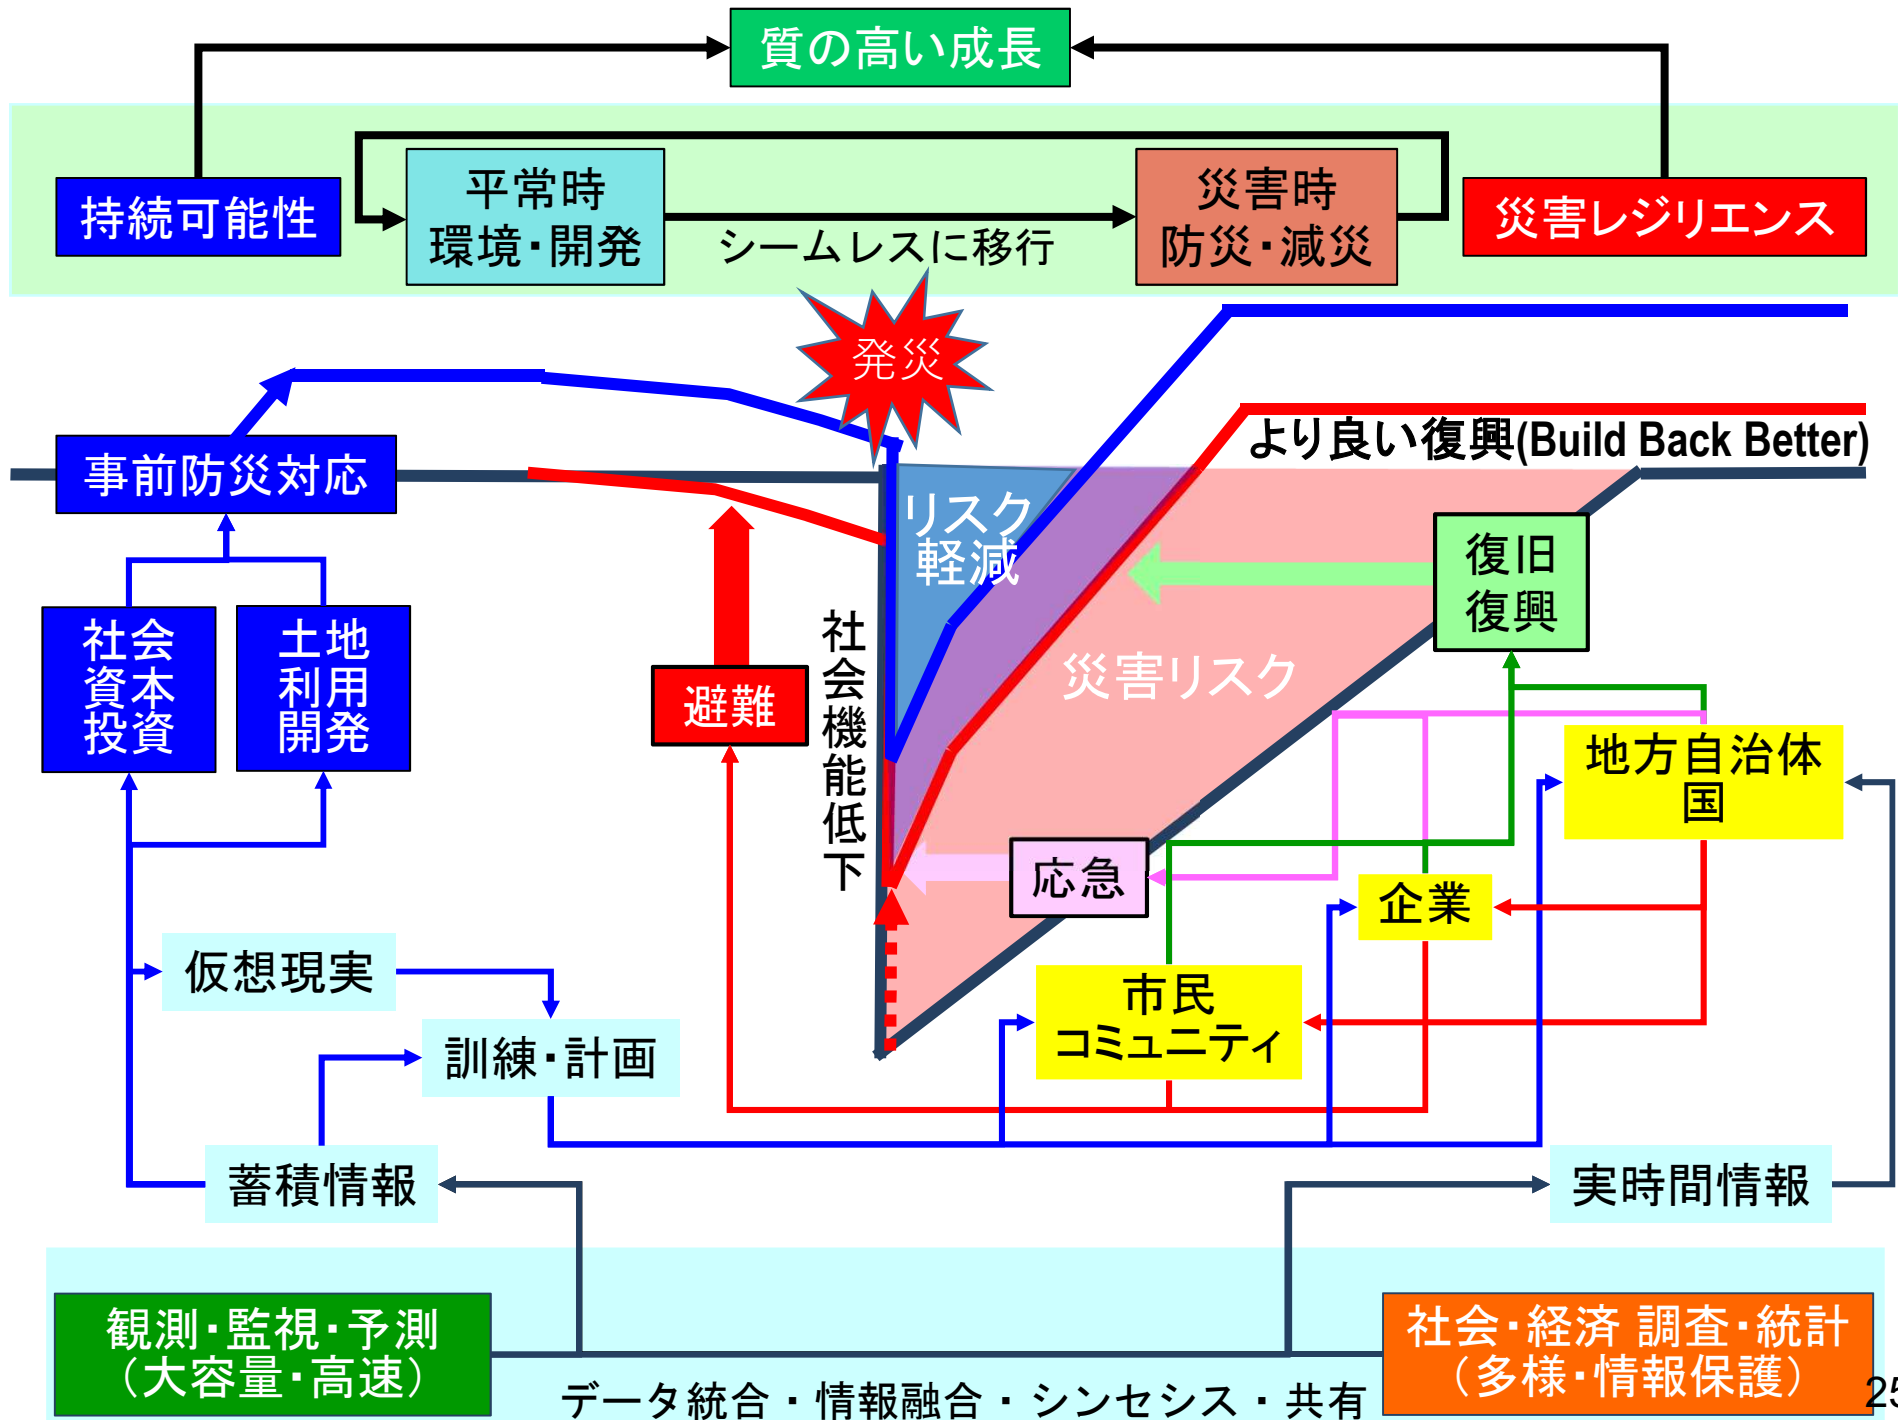 質の高い成長
持続可能性
平常時
環境・開発
シームレスに移行
災害時
防災・減災
災害レジリエンス
発災
より良い復興(Build Back Better)
事前防災対応
リスク
軽減
復旧
復興
社会
資本
投資
土地
利用
開発
避難
社会機能低下
災害リスク
地方自治体
国
応急
企業
仮想現実
市民
コミュニティ
訓練・計画
蓄積情報
実時間情報
観測・監視・予測
（大容量・高速）
社会・経済 調査・統計
（多様・情報保護）
データ統合・情報融合・シンセシス・共有
25